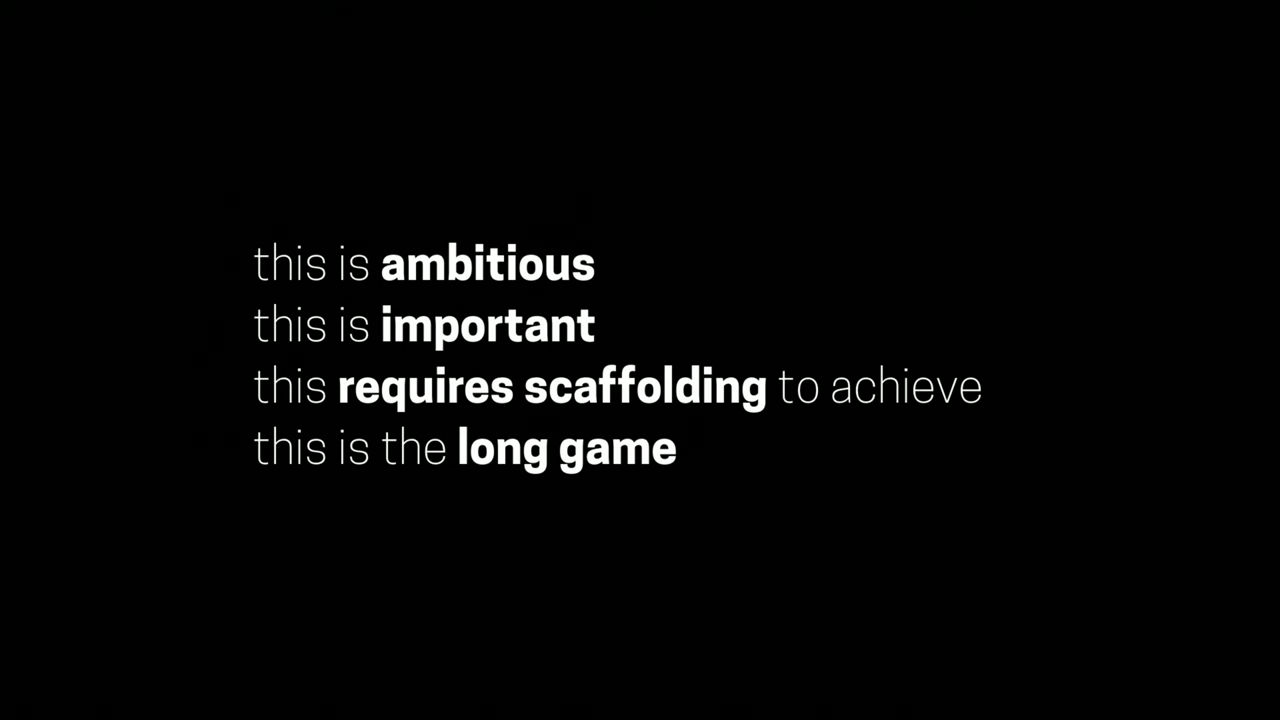 this is ambitious
this is important
this requires scaffolding to achieve
this is the long game